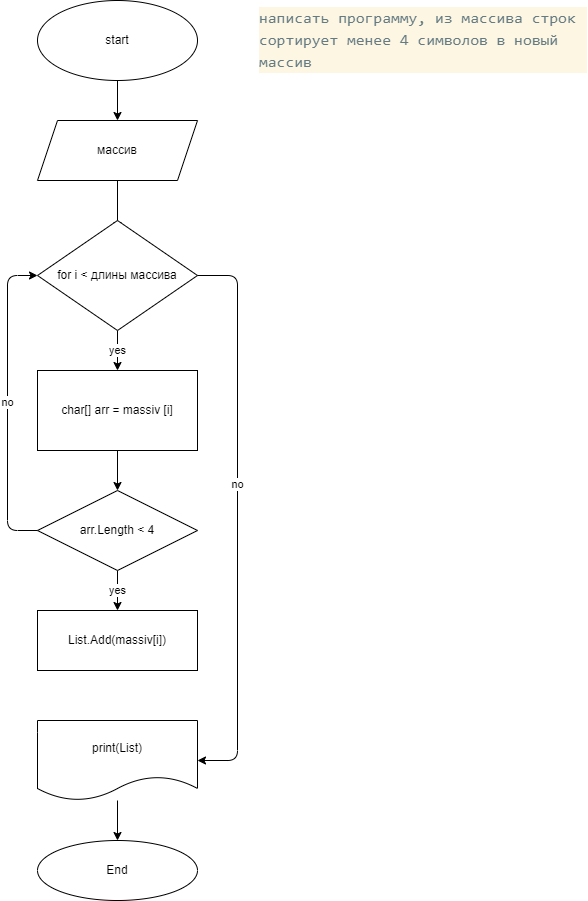 start
написать программу, из массива строк
сортирует менее 4 символов в новый
массив
массив
for i < длины массива
yes
char[] arr = massiv [i]
no
no
arr.Length < 4
yes
List.Add(massiv[i])
print(List)
End